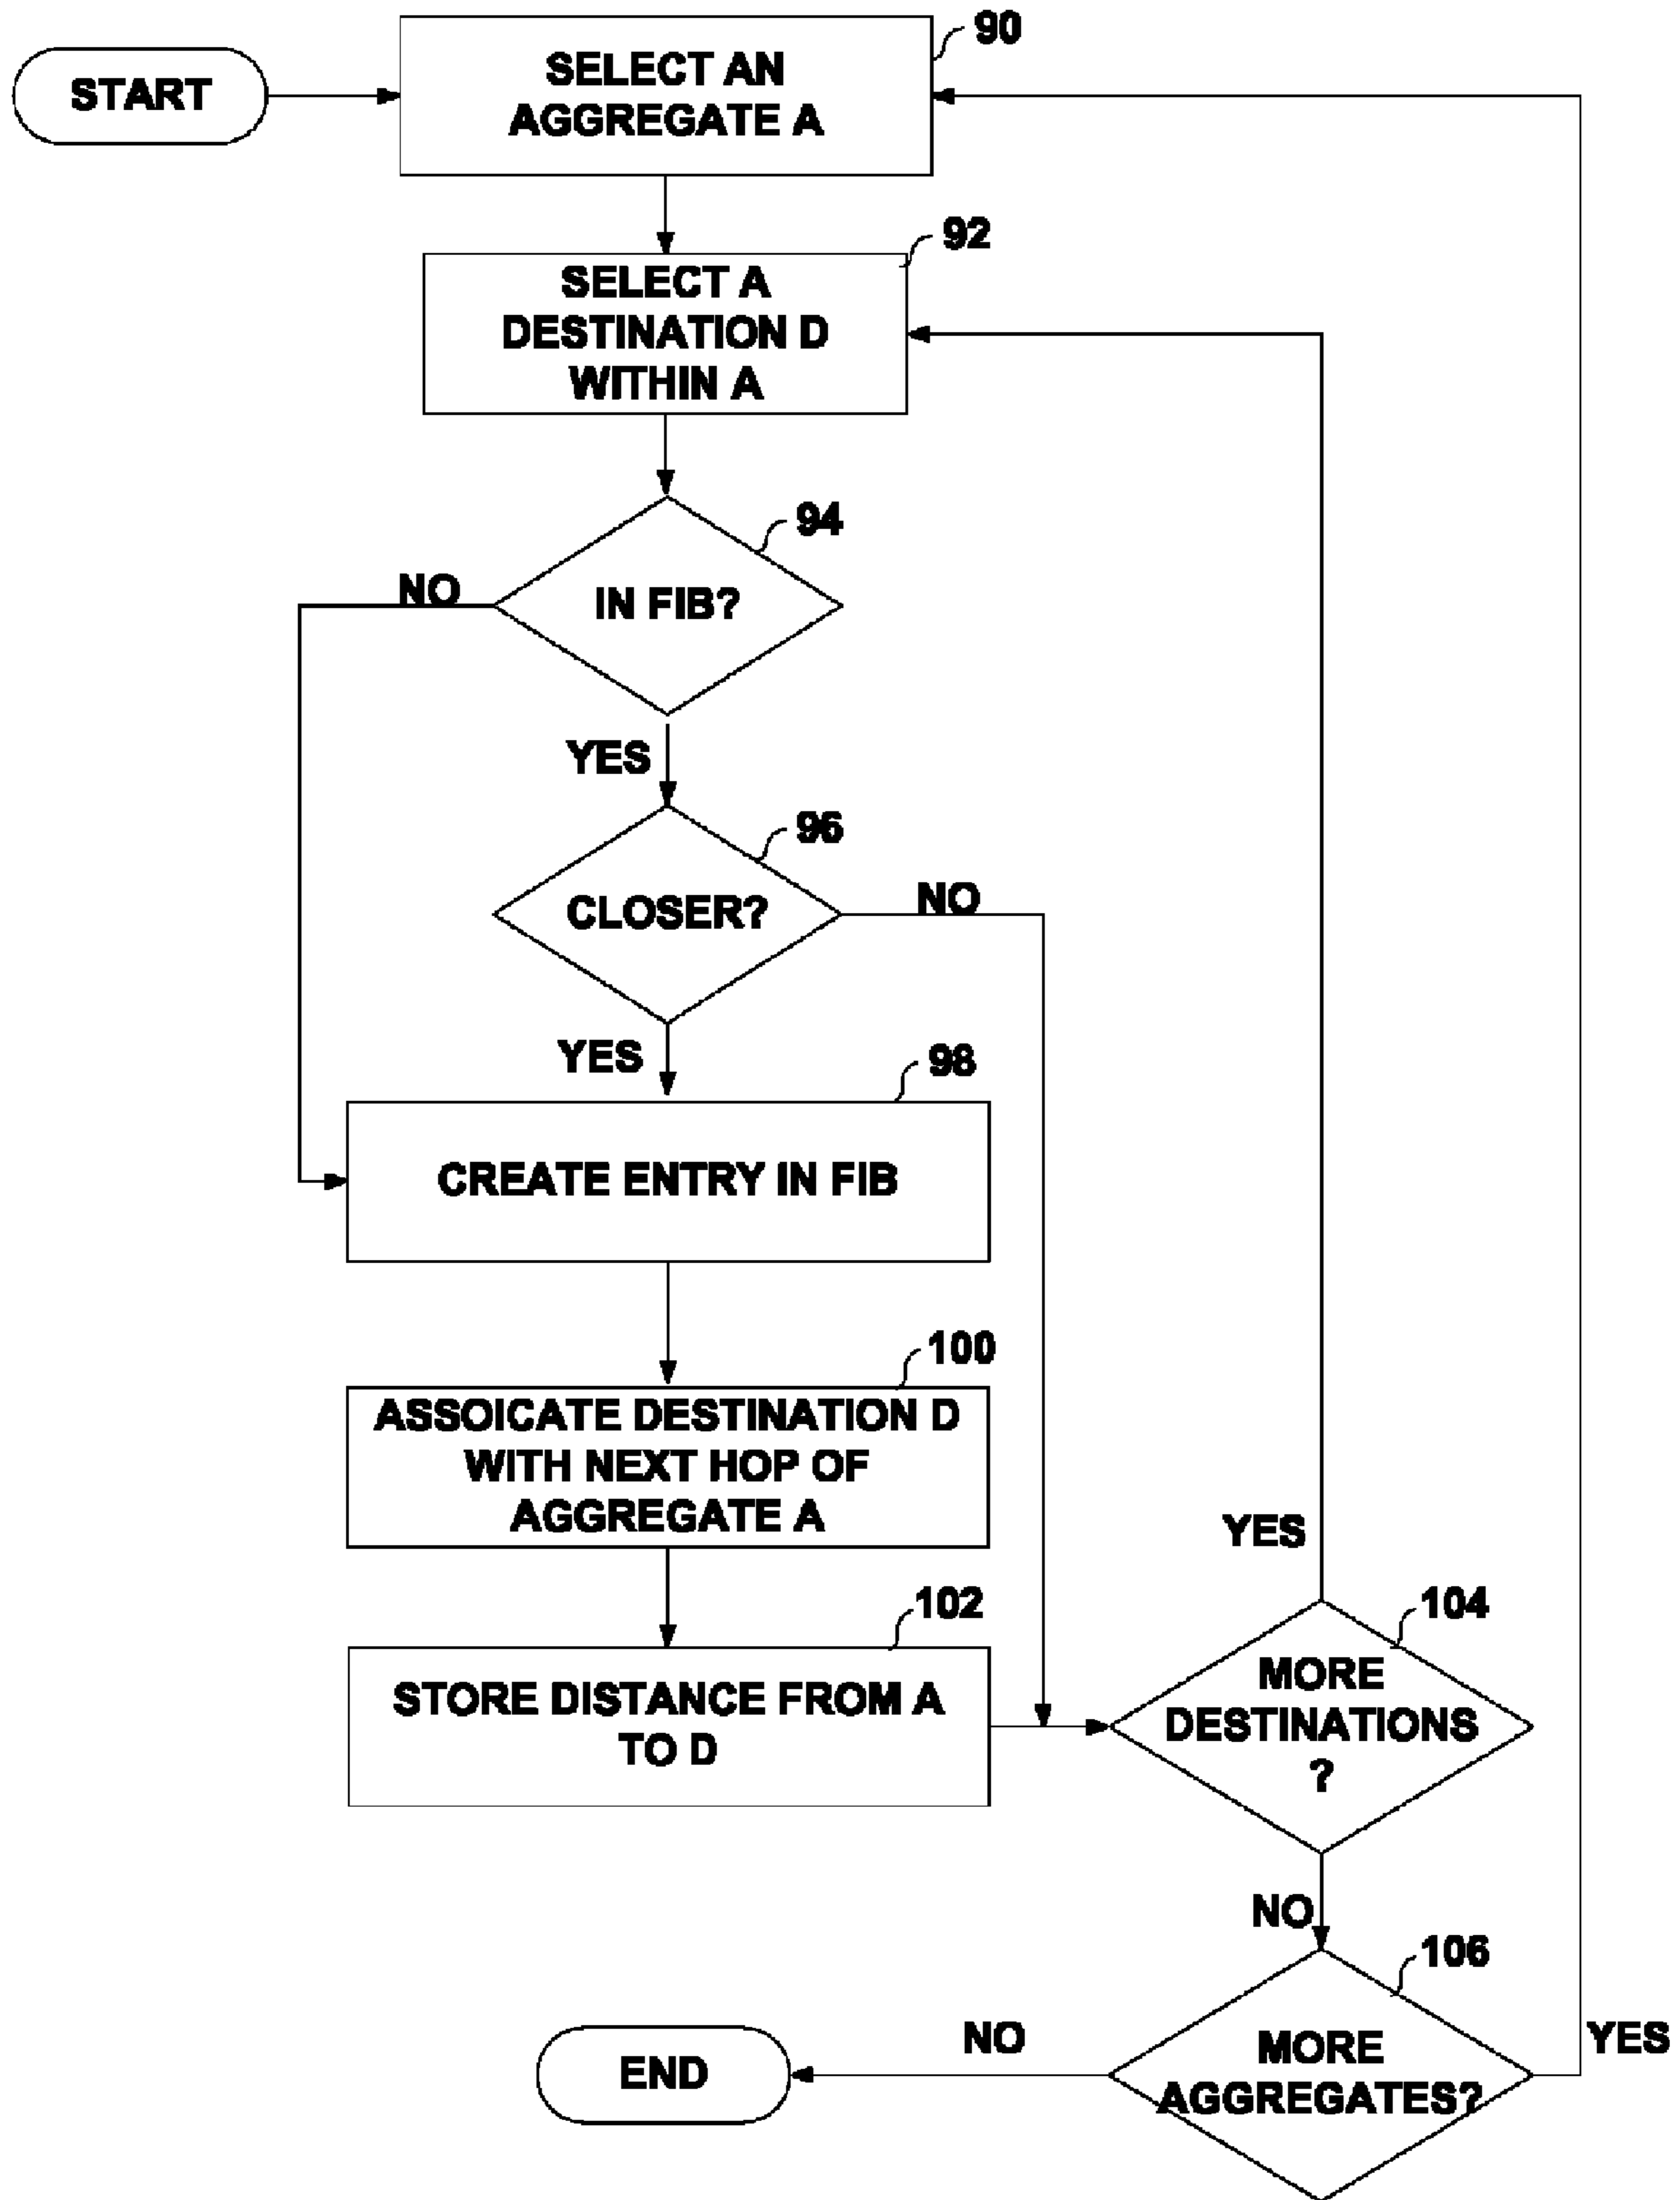 90
START
SELECT AN
AGGREGATE A
92
SELECT A
DESTINATION D
WITHIN A
94
NO
IN FIB?
YES
96
NO
CLOSER?
YES
98
CREATE ENTRY IN FIB
100
ASSOICATE DESTINATION D
WITH NEXT HOP OF
AGGREGATE A
YES
102
104
STORE DISTANCE FROM A
TO D
MORE
DESTINATIONS
?
NO
106
NO
YES
END
MORE
AGGREGATES?